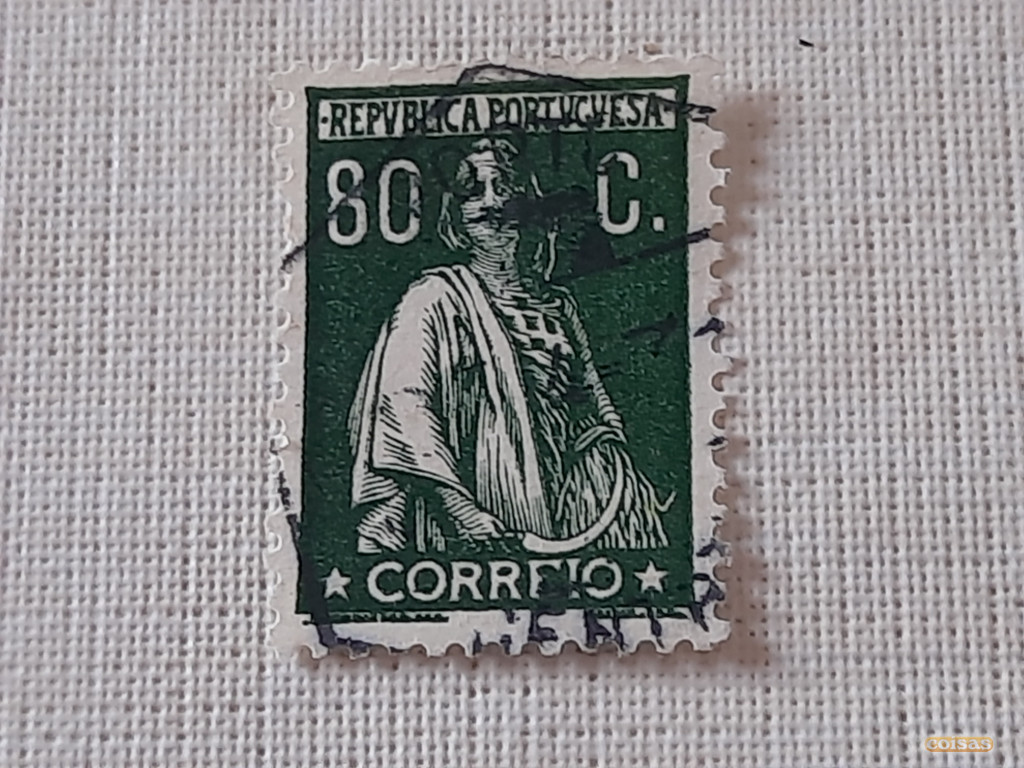 ·REPVBLICA PORTVGVESA·
80 C.
★ CORREIO ★
coisas